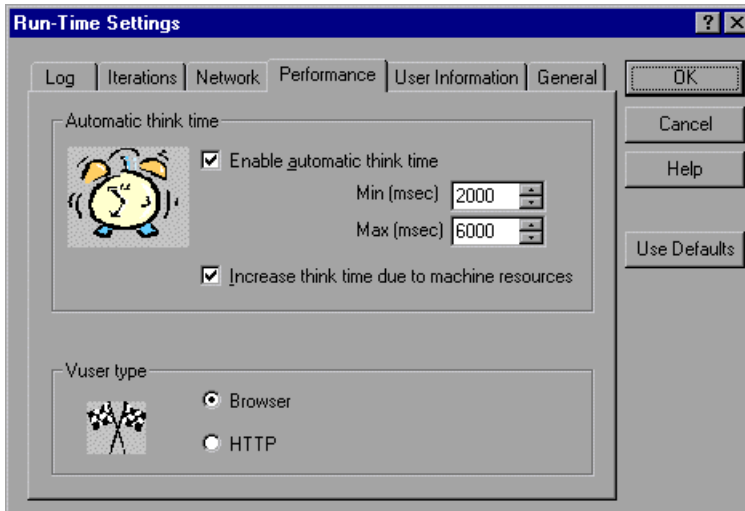 Run-Time Settings
? X
Log Iterations Network Performance User Information General
OK
Cancel
Help
Use Defaults
Automatic think time
Enable automatic think time
Min (msec) 2000
Max (msec) 6000
Increase think time due to machine resources
Vuser type
Browser
HTTP